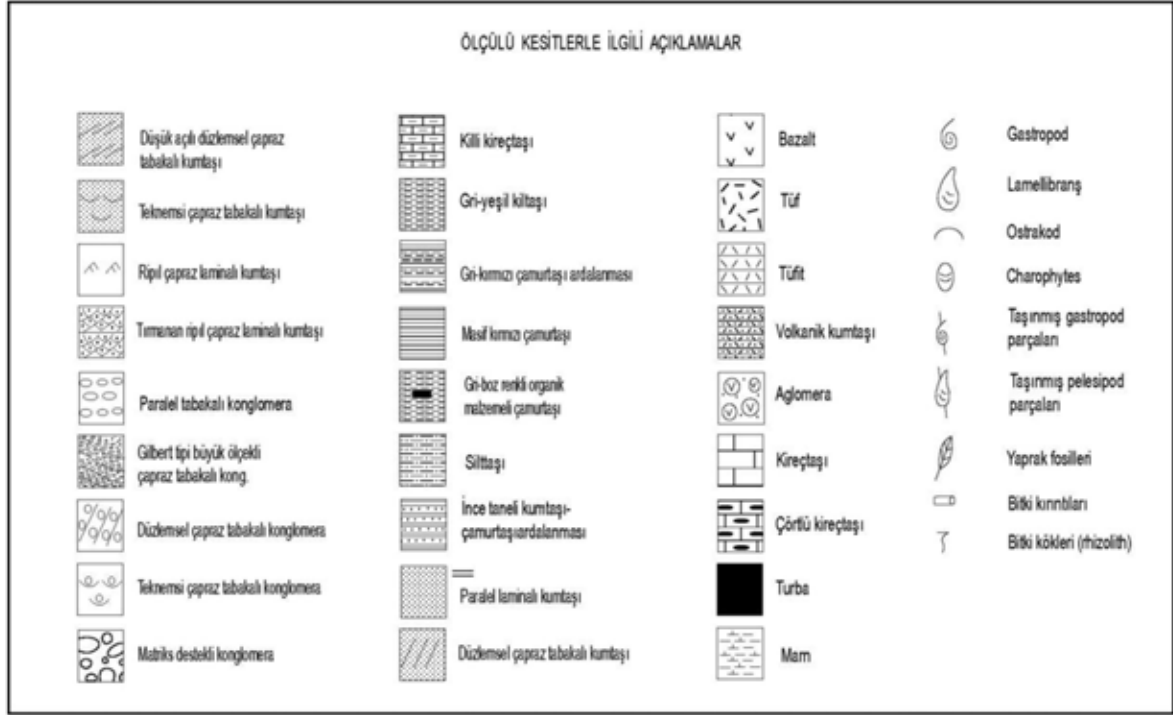 ÖLÇÜLÜ KESİTLERLE İLGİLİ AÇIKLAMALAR
Düşük açılı düzlemsel çapraz
tabakalı kumtaşı
Teknemsi çapraz tabakalı kumtaşı
Ripıl çapraz laminalı kumtaşı
Tırmanan ripıl çapraz laminalı kumtaşı
Paralel tabakalı konglomera
Gilbert tipi büyük ölçekli
çapraz tabakalı kong.
Düzlemsel çapraz tabakalı konglomera
Teknemsi çapraz tabakalı konglomera
Matriks destekli konglomera
Killi kireçtaşı
Gri-yeşil kiltaşı
Gri-kırmızı çamurtaşı ardalanması
Masif kırmızı çamurtaşı
Gri-boz renkli organik
malzemeli çamurtaşı
Silttaşı
İnce taneli kumtaşı-
çamurtaşıardalanması
Paralel laminalı kumtaşı
Düzlemsel çapraz tabakalı kumtaşı
Bazalt
Tüf
Tüfit
Volkanik kumtaşı
Aglomera
Kireçtaşı
Çörtlü kireçtaşı
Turba
Marn
Gastropod
Lamellibranş
Ostrakod
Charophytes
Taşınmış gastropod
parçaları
Taşınmış pelesipod
parçaları
Yaprak fosilleri
Bitki kırıntıları
Bitki kökleri (rhizolith)